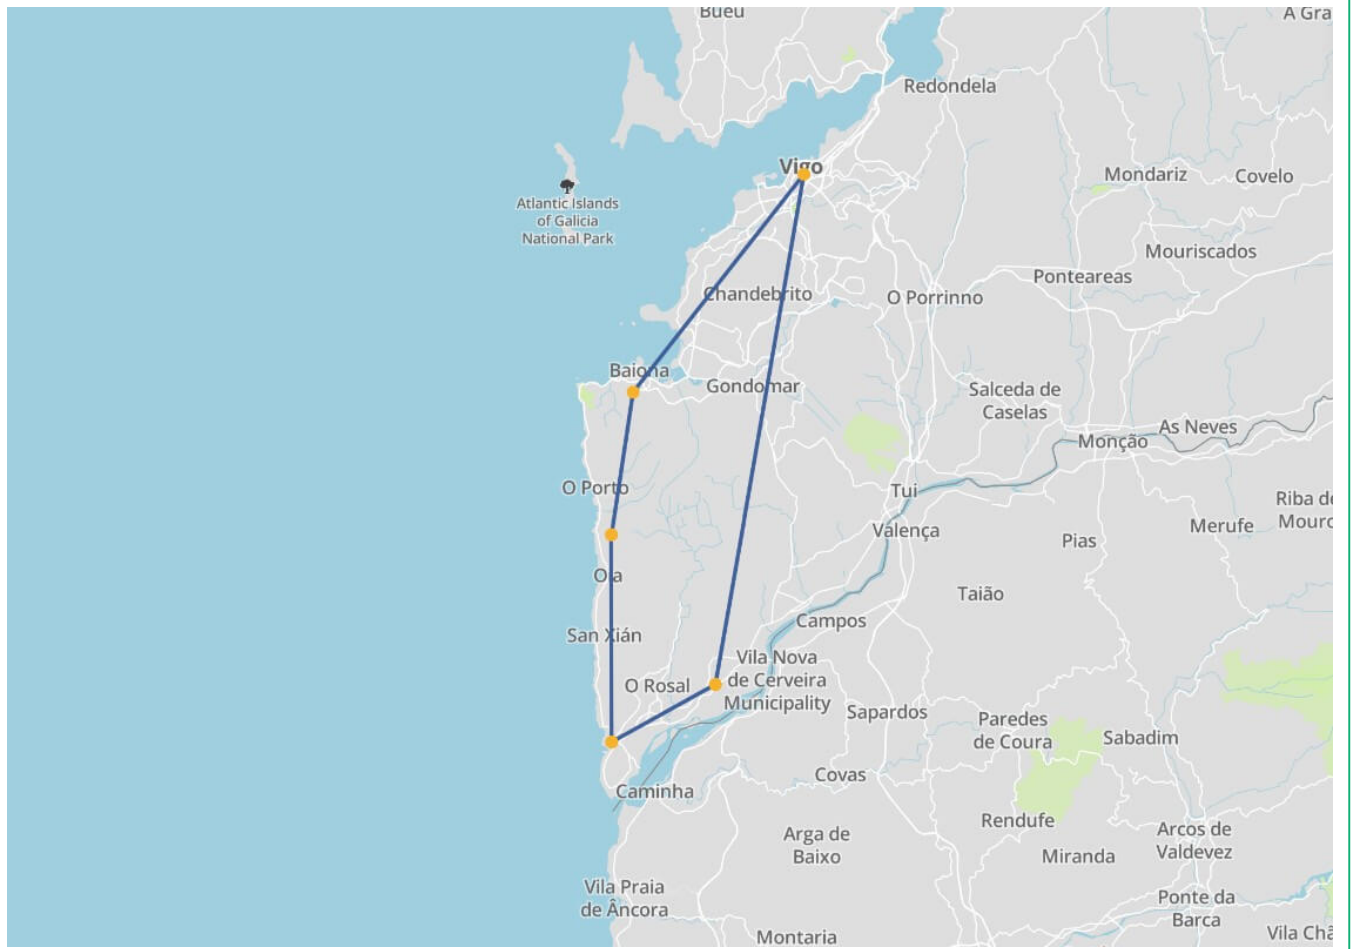 Bueu
A Gra
Redondela
Vigo
Mondariz
Covelo
Atlantic Islands
of Galicia
National Park
Mouriscados
Ponteareas
Chandebrito
O Porrinno
Baiona
Gondomar
Salceda de
Caselas
As Neves
Monção
O Porto
Tui
Riba de
Mouro
Valença
Merufe
Pias
Oia
Taião
Campos
San Xián
Vila Nova
de Cerveira
Municipality
O Rosal
Sapardos
Paredes
de Coura
Sabadim
Covas
Caminha
Rendufe
Arga de
Baixo
Arcos de
Valdevez
Miranda
Vila Praia
de Âncora
Ponte da
Barca
Montaria
Vila Chã